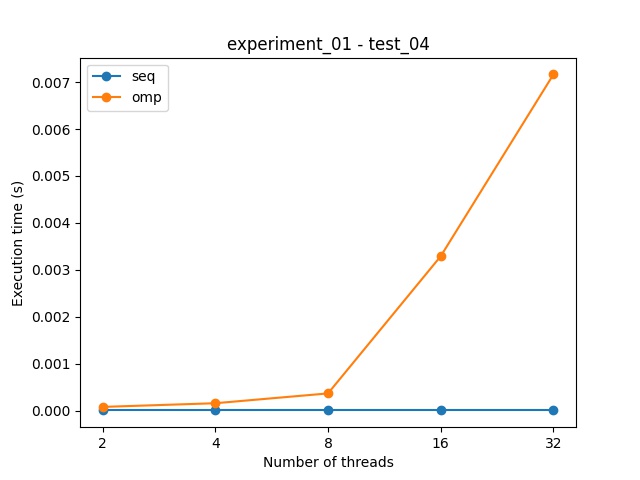 experiment_01 - test_04
seq
omp
Execution time (s)
0.007
0.006
0.005
0.004
0.003
0.002
0.001
0.000
2 4 8 16 32
Number of threads